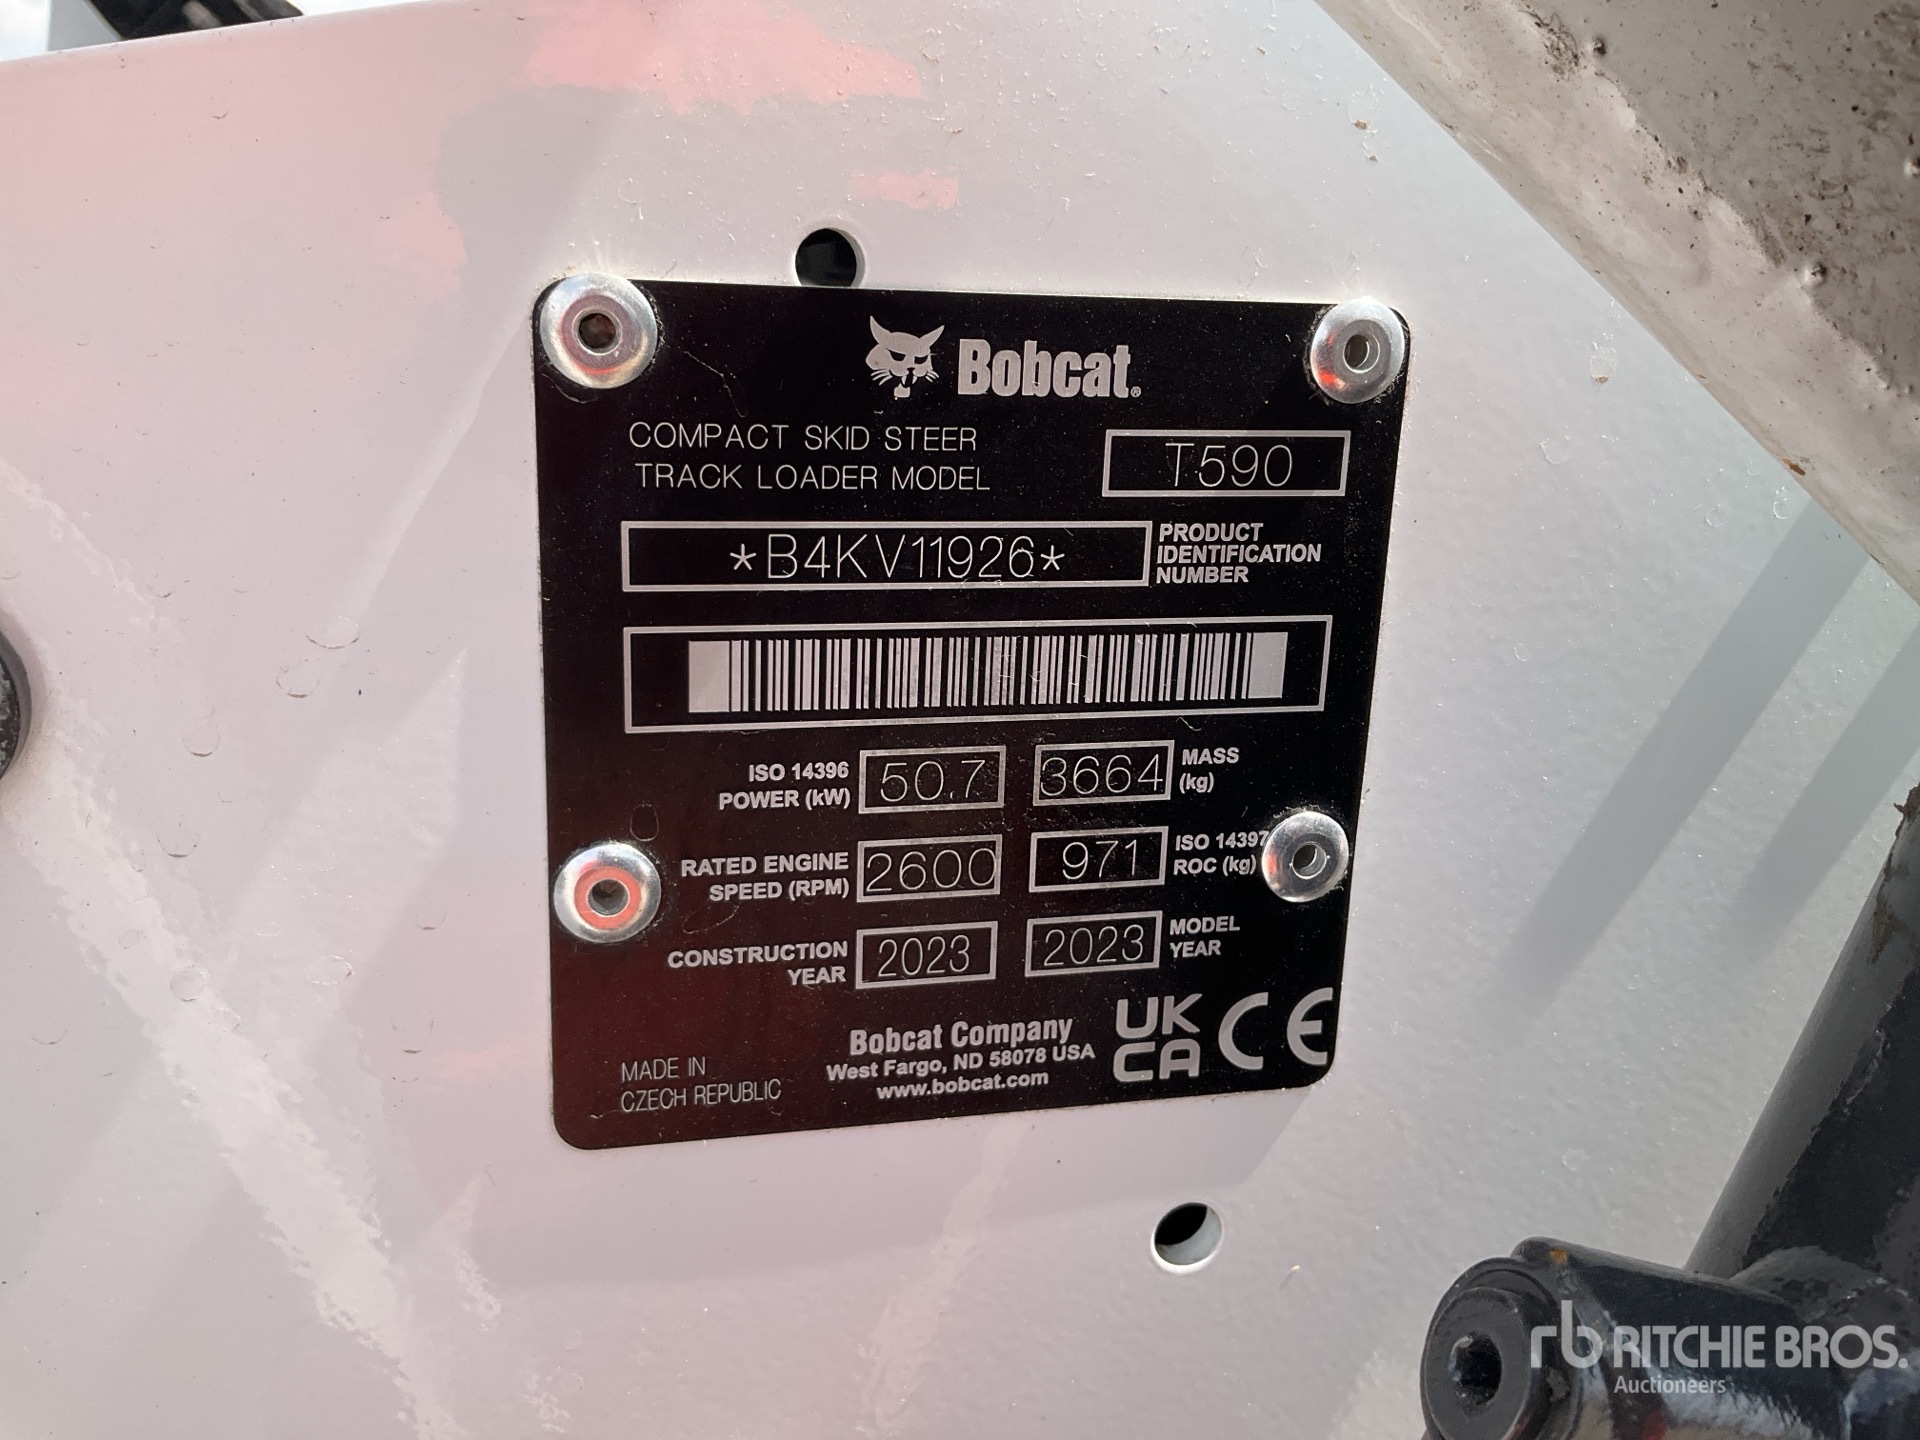 Bobcat®
COMPACT SKID STEER
TRACK LOADER MODEL
T590
*B4KV11926*
PRODUCT
IDENTIFICATION
NUMBER
ISO 14396
POWER (kW)
50.7
3664
MASS
(kg)
RATED ENGINE
SPEED (RPM)
2600
971
ISO 14397
ROC (kg)
CONSTRUCTION
YEAR
2023
2023
MODEL
YEAR
MADE IN
CZECH REPUBLIC
Bobcat Company
West Fargo, ND 58078 USA
www.bobcat.com
UK
CA
CE
rb RITCHIE BROS.
Auctioneers